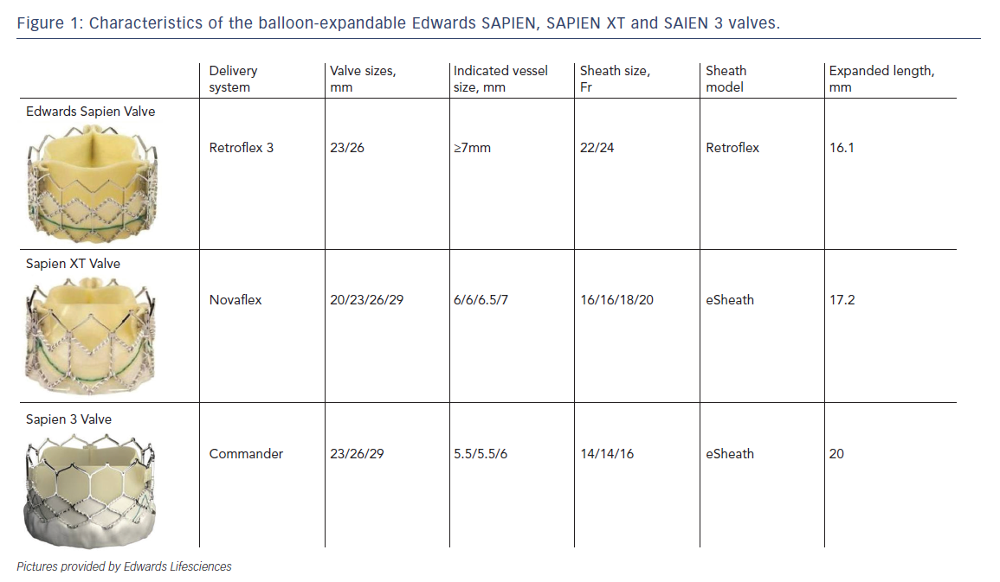 Figure 1: Characteristics of the balloon-expandable Edwards SAPIEN, SAPIEN XT and SAIEN 3 valves.
Delivery system
Valve sizes, mm
Indicated vessel size, mm
Sheath size, Fr
Sheath model
Expanded length, mm
Edwards Sapien Valve
Retroflex 3
23/26
≥7mm
22/24
Retroflex
16.1
Sapien XT Valve
Novaflex
20/23/26/29
6/6/6.5/7
16/16/18/20
eSheath
17.2
Sapien 3 Valve
Commander
23/26/29
5.5/5.5/6
14/14/16
eSheath
20
Pictures provided by Edwards Lifesciences